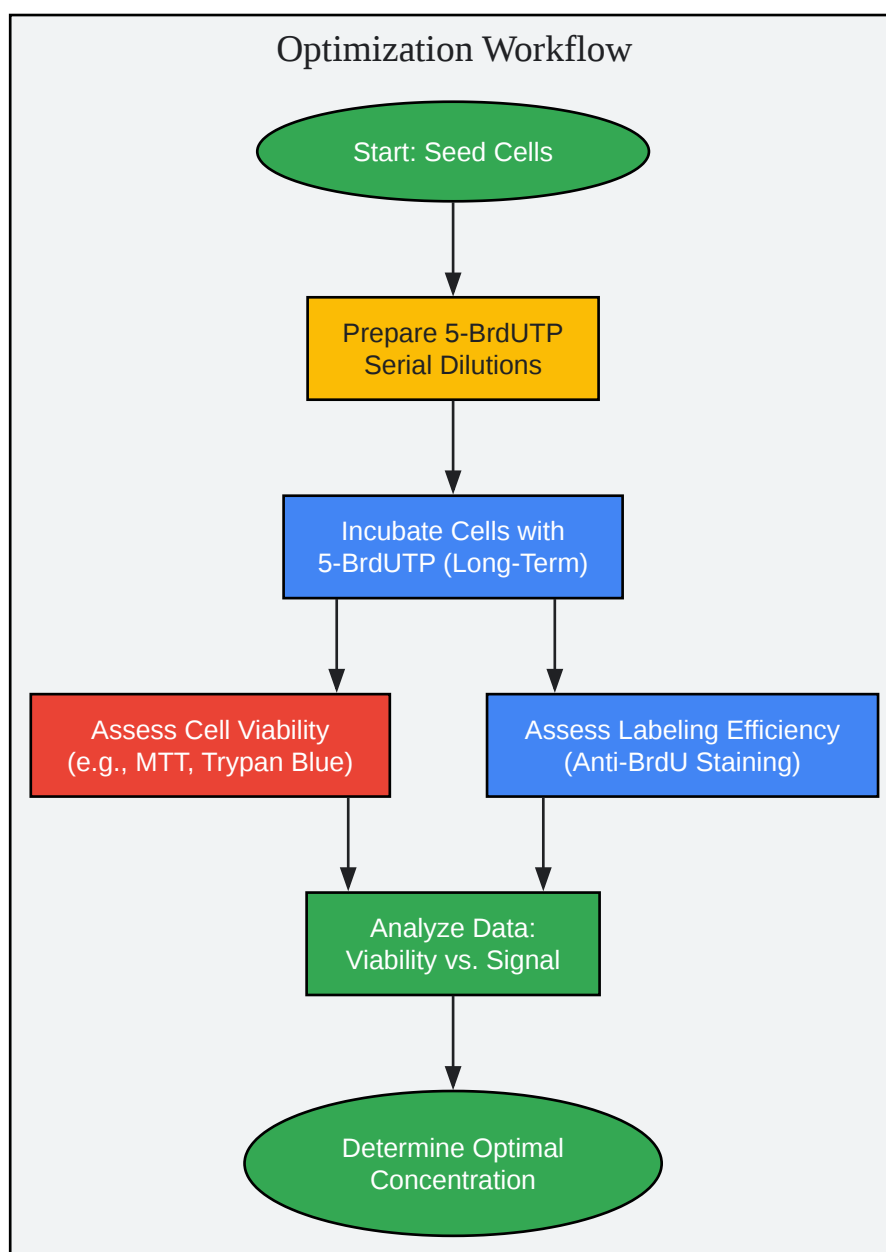 Optimization Workflow
Start: Seed Cells
Prepare 5-BrdUTP
Serial Dilutions
Incubate Cells with
5-BrdUTP (Long-Term)
Assess Cell Viability
(e.g., MTT, Trypan Blue)
Assess Labeling Efficiency
(Anti-BrdU Staining)
Analyze Data:
Viability vs. Signal
Determine Optimal
Concentration